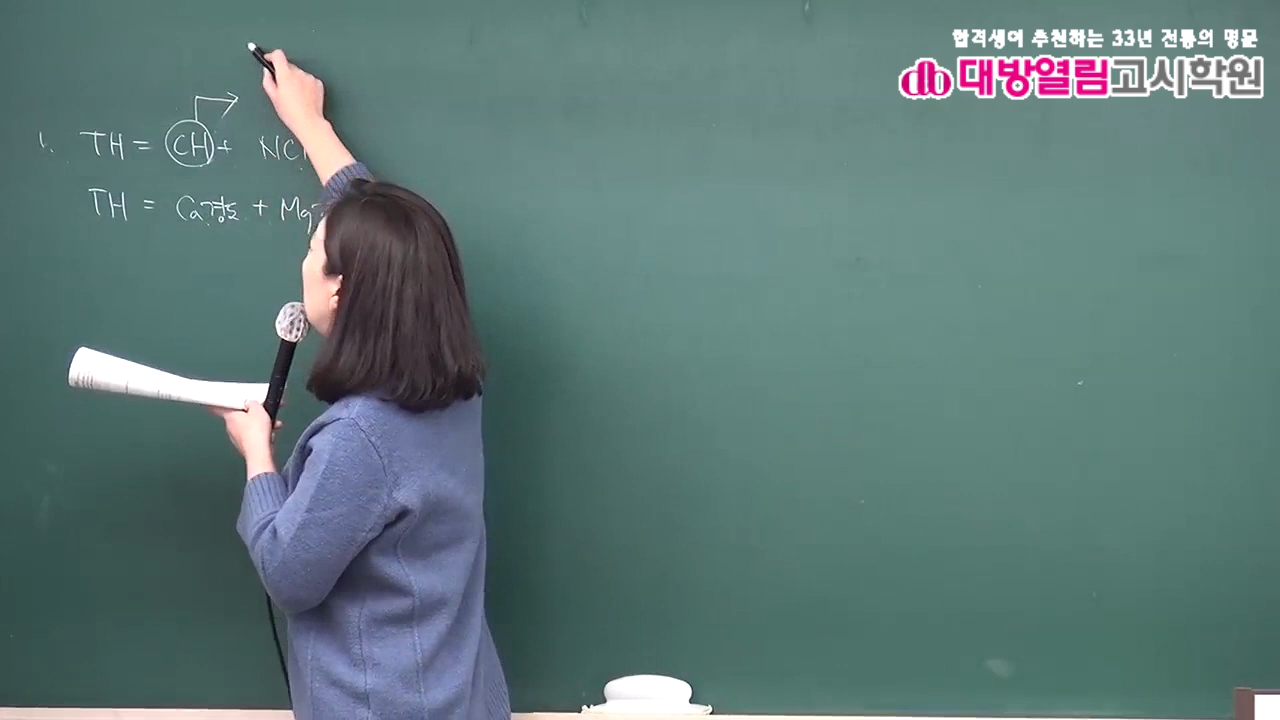 합격생이 추천하는 33년 전통의 명문
db 대방열림고시학원
1. TH = CH + NC
TH = Ca경도 + Mg